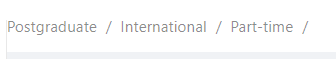 Postgraduate / International / Part-time /